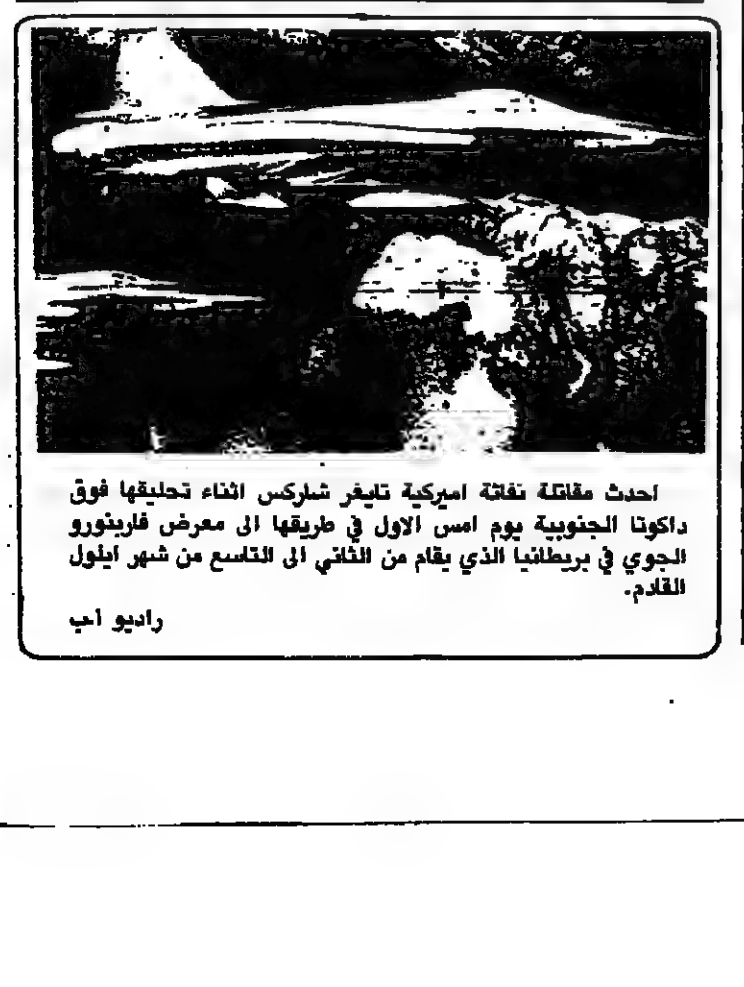 احدث مقاتلة نفاثة اميركية تايغر شاركس اثناء تحليقها فوق
داكوتا الجنوبية يوم امس الاول في طريقها الى معرض فاربنورو
الجوي في بريطانيا الذي يقام من الثاني الى التاسع من شهر ايلول
القادم.
راديو أ.ب